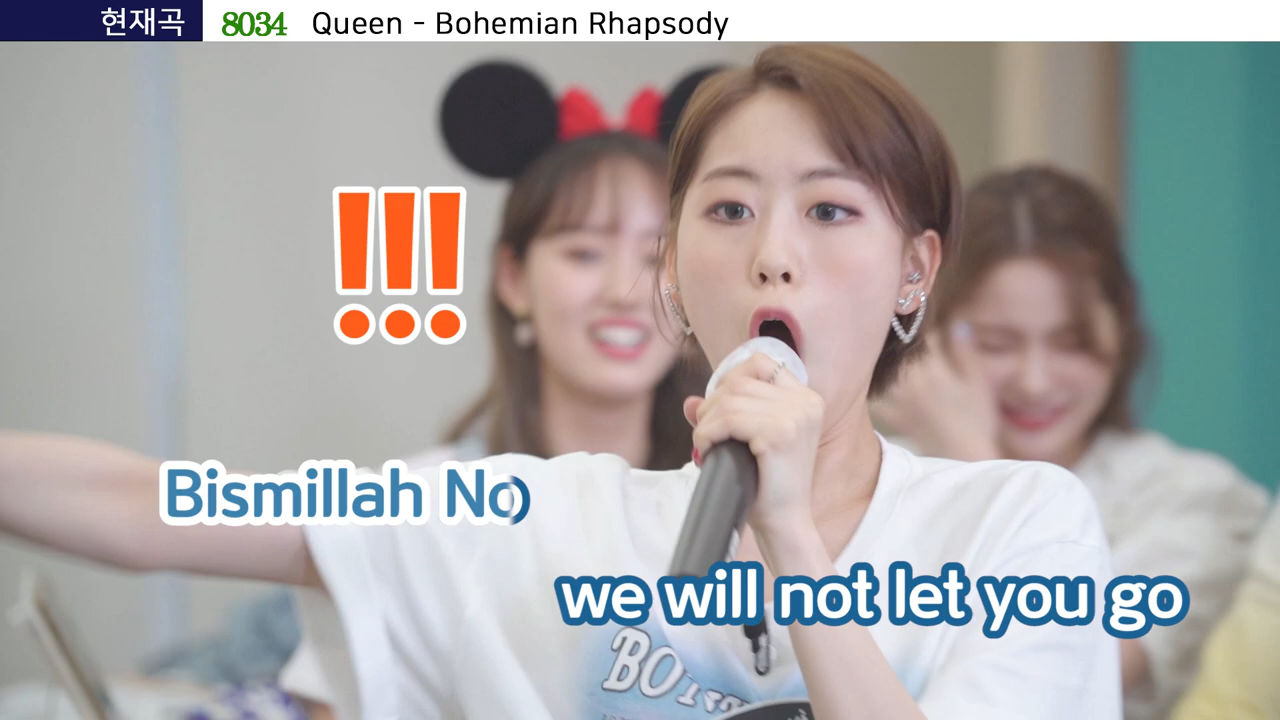 현재곡 8034 Queen - Bohemian Rhapsody
!!!
Bismillah No
we will not let you go